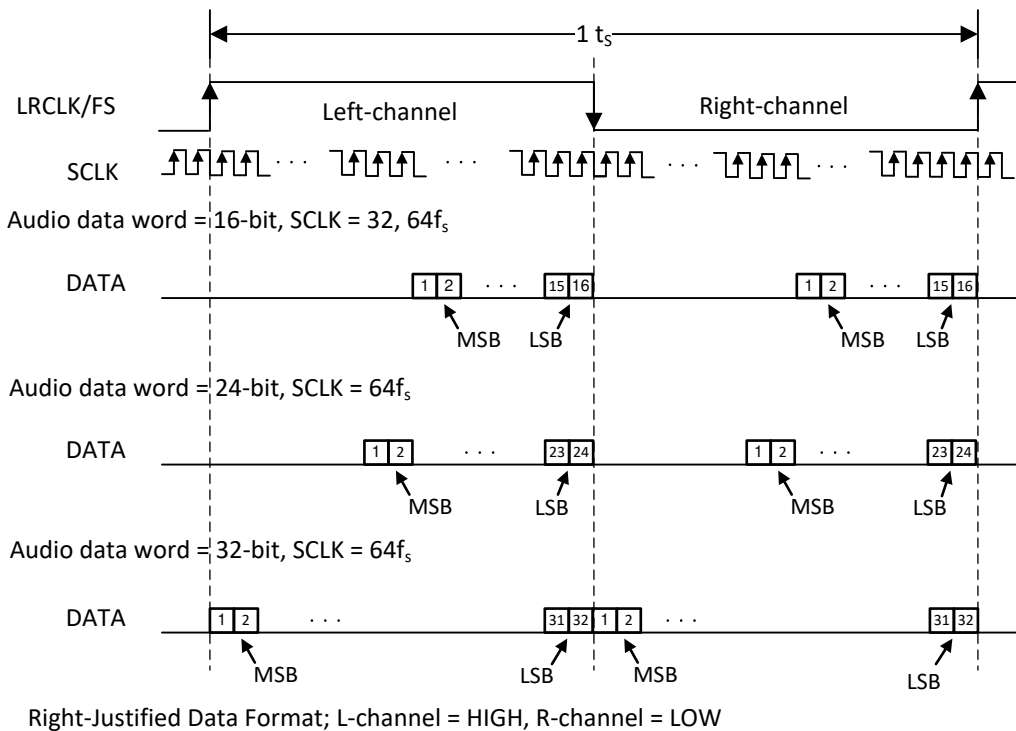 1 tS
LRCLK/FS
Left-channel
Right-channel
SCLK
. . .
. . .
. . .
. . .
Audio data word = 16-bit, SCLK = 32, 64fs
DATA
1 2 . . . 15 16
1 2 . . . 15 16
MSB LSB MSB LSB
Audio data word = 24-bit, SCLK = 64fs
DATA
1 2 . . . 23 24
1 2 . . . 23 24
MSB LSB MSB LSB
Audio data word = 32-bit, SCLK = 64fs
DATA
1 2 . . . 31 32
1 2 . . . 31 32
MSB LSB MSB LSB
Right-Justified Data Format; L-channel = HIGH, R-channel = LOW